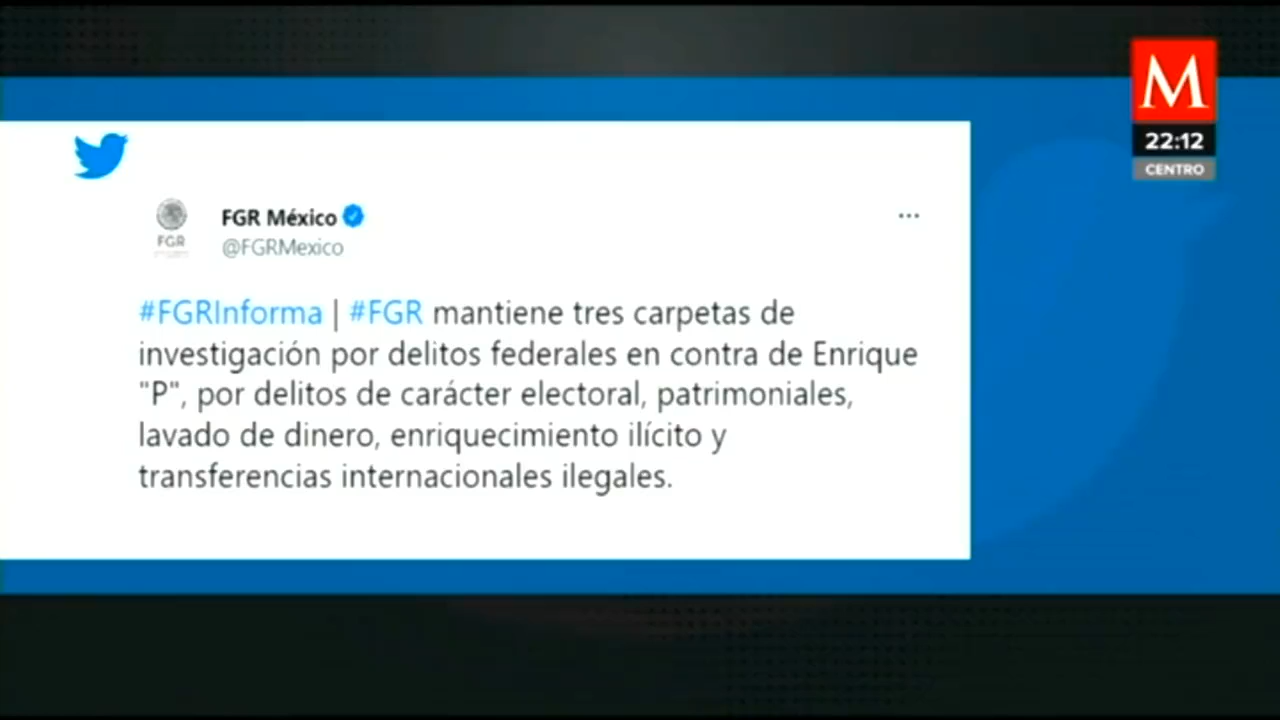 M
22:12
CENTRO
FGR México
FGR
@FGRMexico
#FGRInforma | #FGR mantiene tres carpetas de
investigación por delitos federales en contra de Enrique
"P", por delitos de carácter electoral, patrimoniales,
lavado de dinero, enriquecimiento ilícito y
transferencias internacionales ilegales.